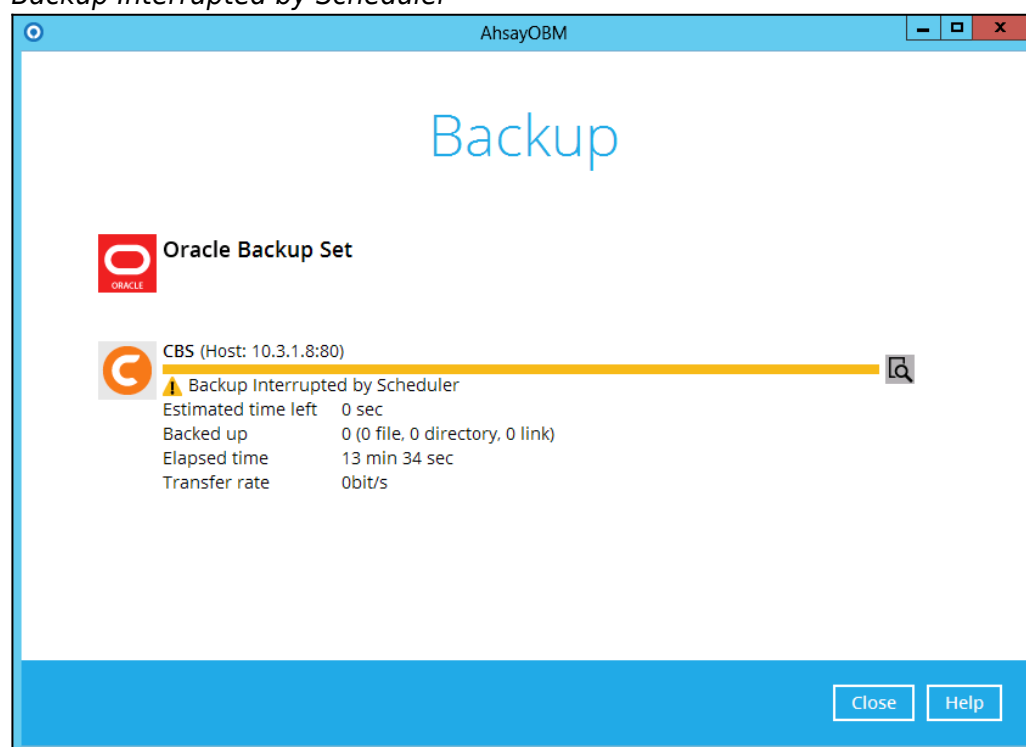 Backup Interrupted by Scheduler
AhsayOBM
Backup
Oracle Backup Set
ORACLE
CBS (Host: 10.3.1.8:80)
Backup Interrupted by Scheduler
Estimated time left 0 sec
Backed up 0 (0 file, 0 directory, 0 link)
Elapsed time 13 min 34 sec
Transfer rate 0bit/s
Close Help